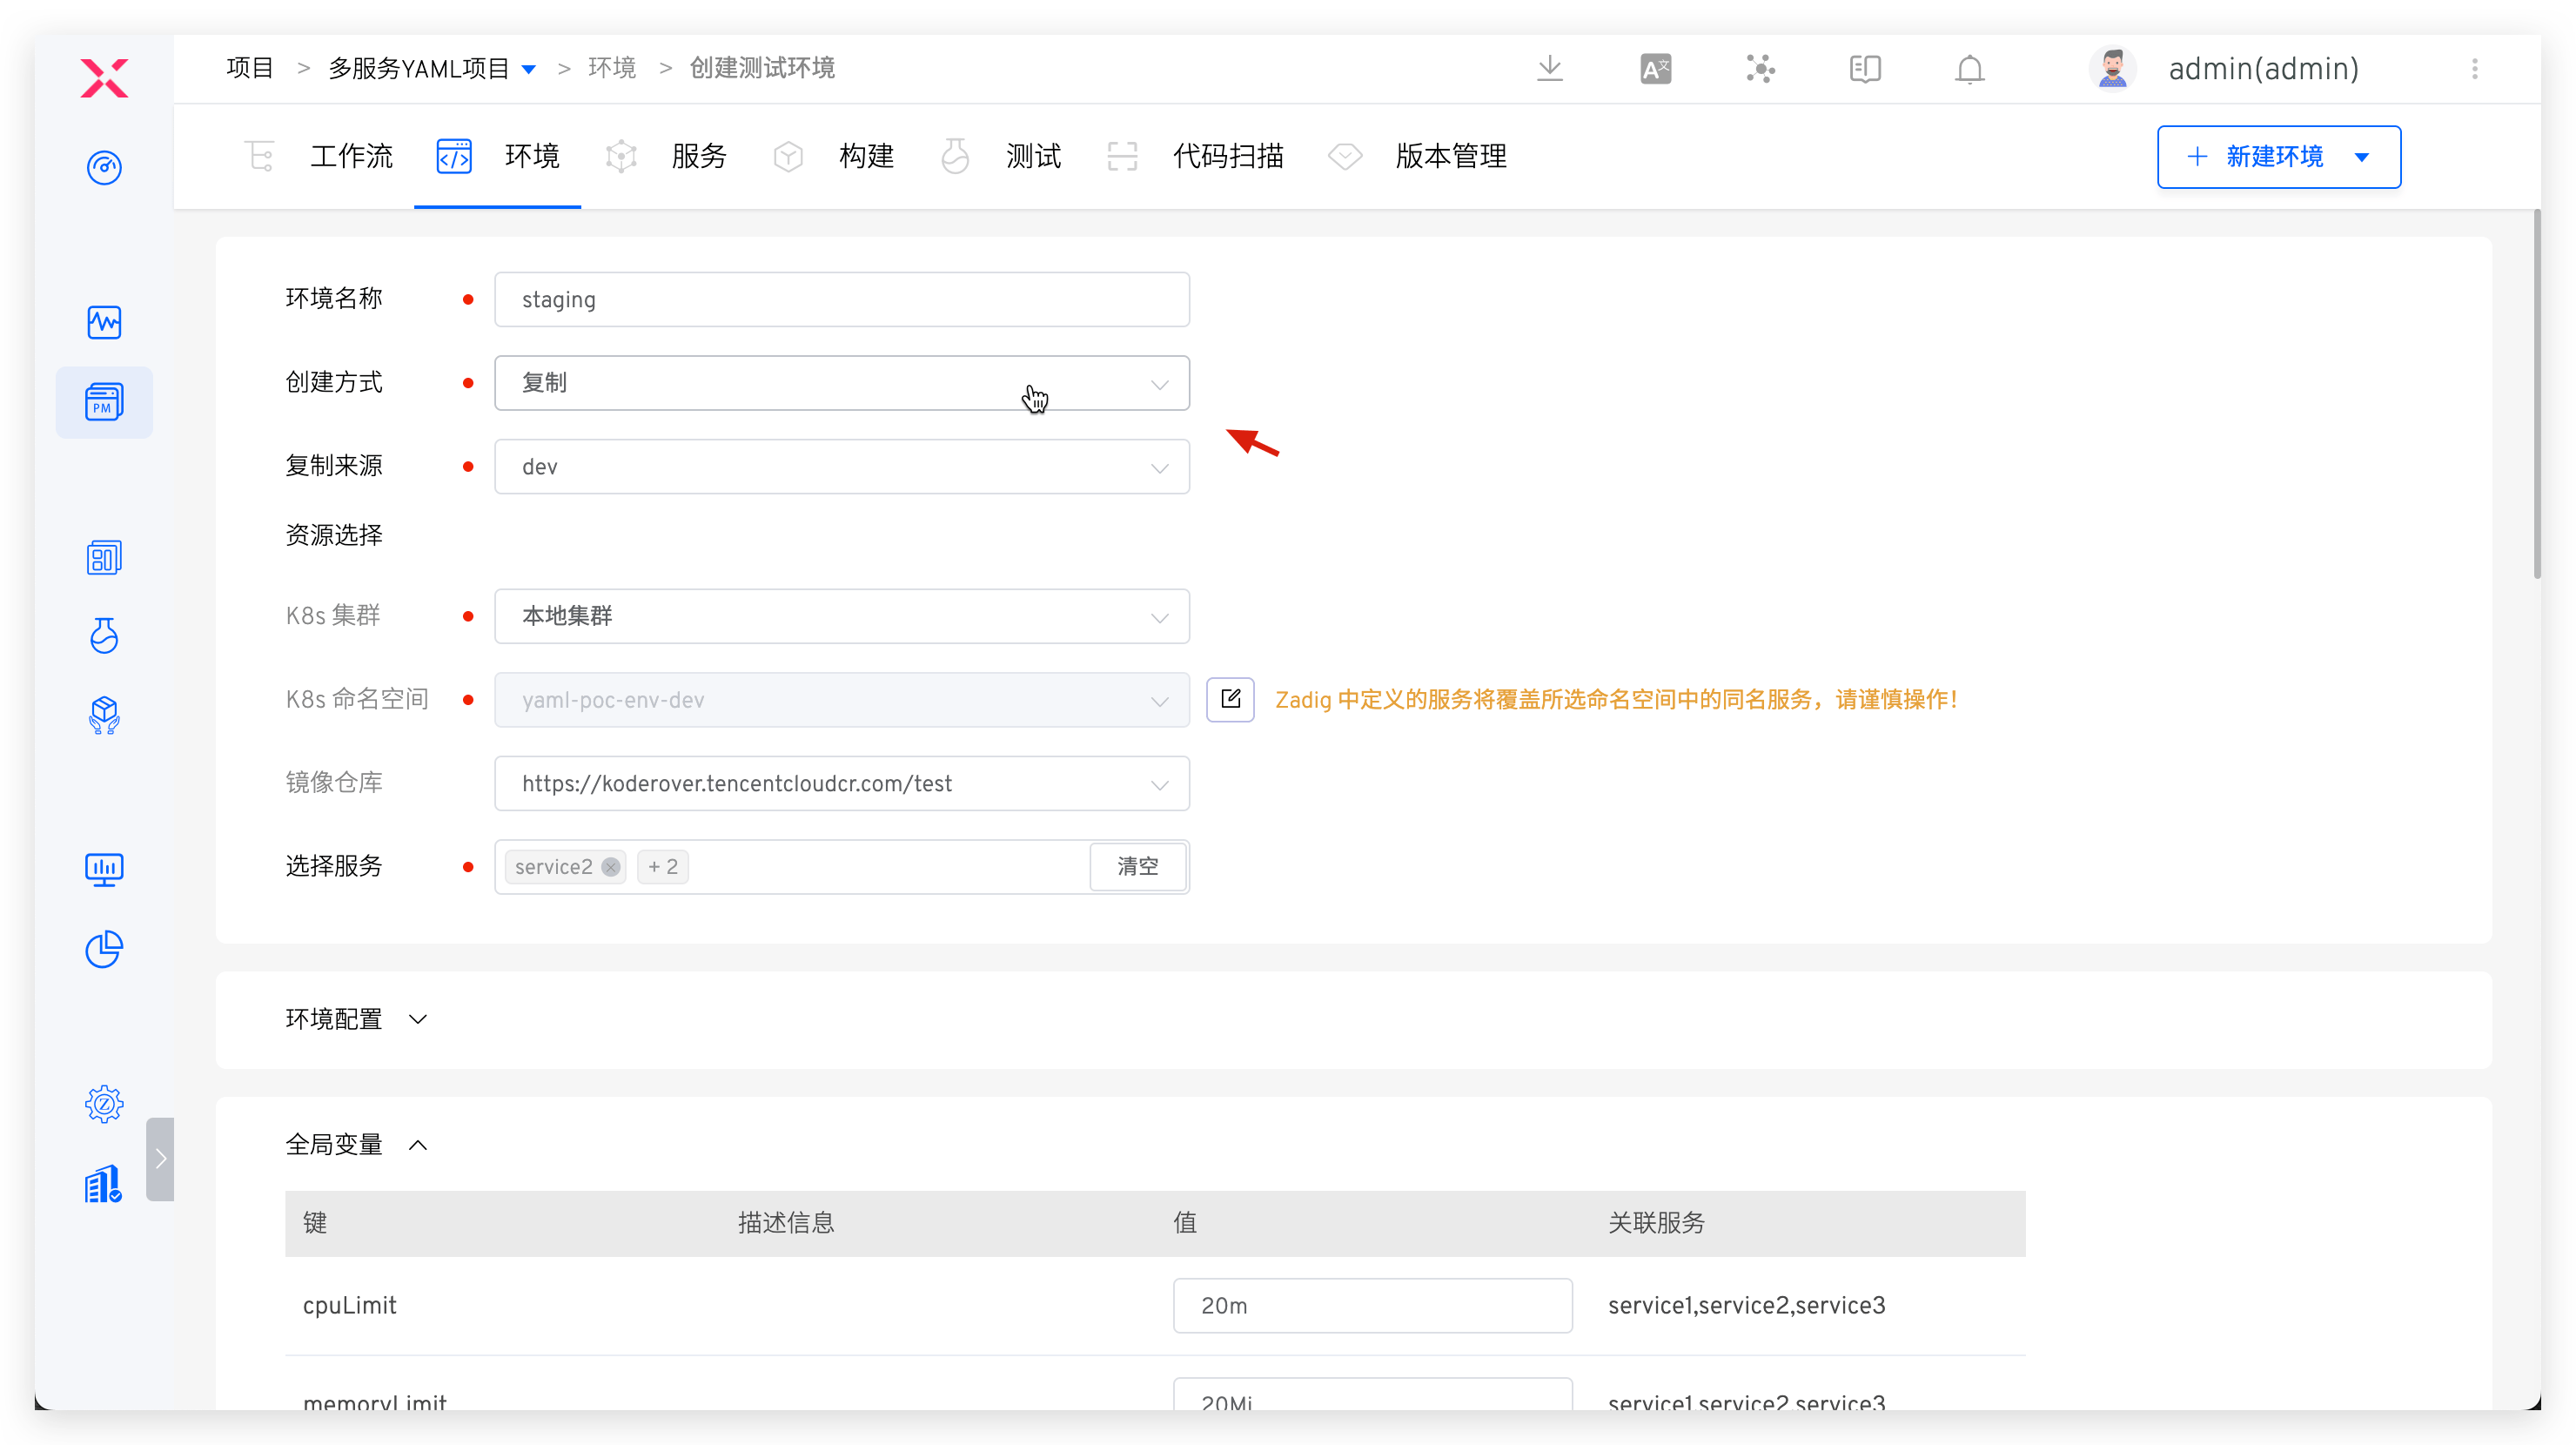 项目 > 多服务YAML项目 > 环境 > 创建测试环境
admin(admin)
工作流 环境 服务 构建 测试 代码扫描 版本管理
+ 新建环境
PM
环境名称 staging
创建方式 复制
复制来源 dev
资源选择
K8s 集群 本地集群
K8s 命名空间 yaml-poc-env-dev Zadig 中定义的服务将覆盖所选命名空间中的同名服务，请谨慎操作！
镜像仓库 https://koderover.tencentcloudcr.com/test
选择服务 service2 + 2 清空
环境配置
全局变量
键 描述信息 值 关联服务
cpuLimit 20m service1,service2,service3
memoryLimit 20Mi service1,service2,service3